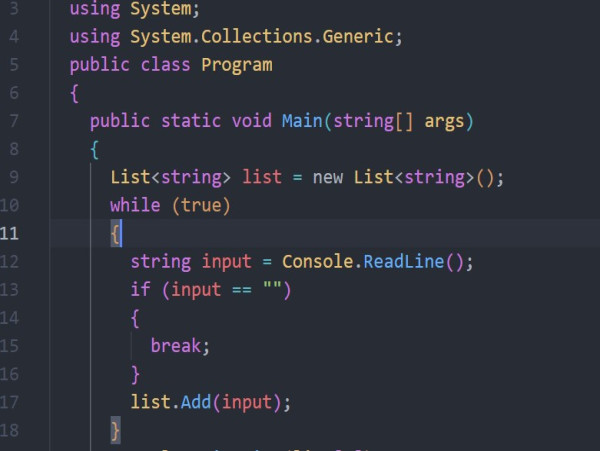 3 using System;
4 using System.Collections.Generic;
5 public class Program
6 {
7   public static void Main(string[] args)
8   {
9     List<string> list = new List<string>();
10     while (true)
11     {
12       string input = Console.ReadLine();
13       if (input == "")
14       {
15         break;
16       }
17       list.Add(input);
18     }